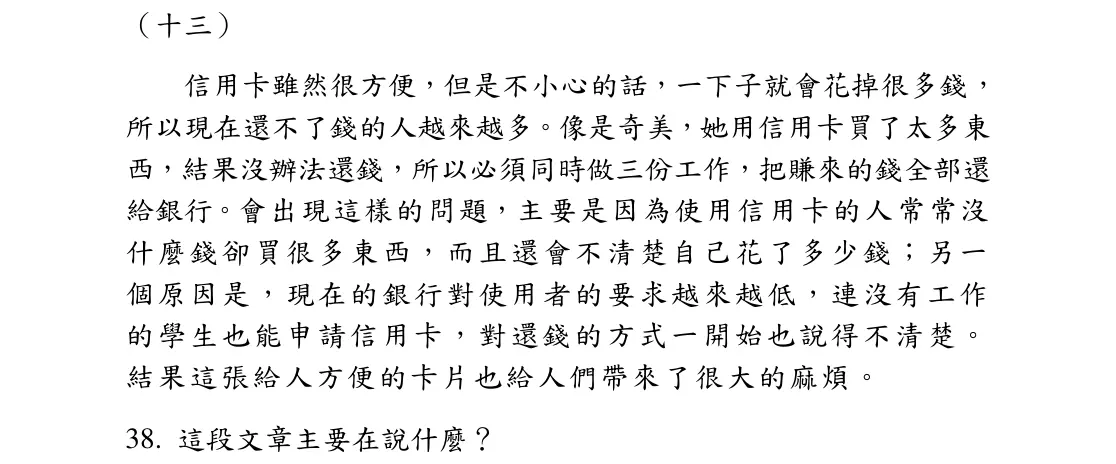 （十三）
信用卡雖然很方便，但是不小心的話，一下子就會花掉很多錢，
所以現在還不了錢的人越來越多。像是奇美，她用信用卡買了太多東
西，結果沒辦法還錢，所以必須同時做三份工作，把賺來的錢全部還
給銀行。會出現這樣的問題，主要是因為使用信用卡的人常常沒
什麼錢卻買很多東西，而且還會不清楚自己花了多少錢；另一
個原因是，現在的銀行對使用者的要求越來越低，連沒有工作
的學生也能申請信用卡，對還錢的方式一開始也說得不清楚。
結果這張給人方便的卡片也給人們帶來了很大的麻煩。
38. 這段文章主要在說什麼？